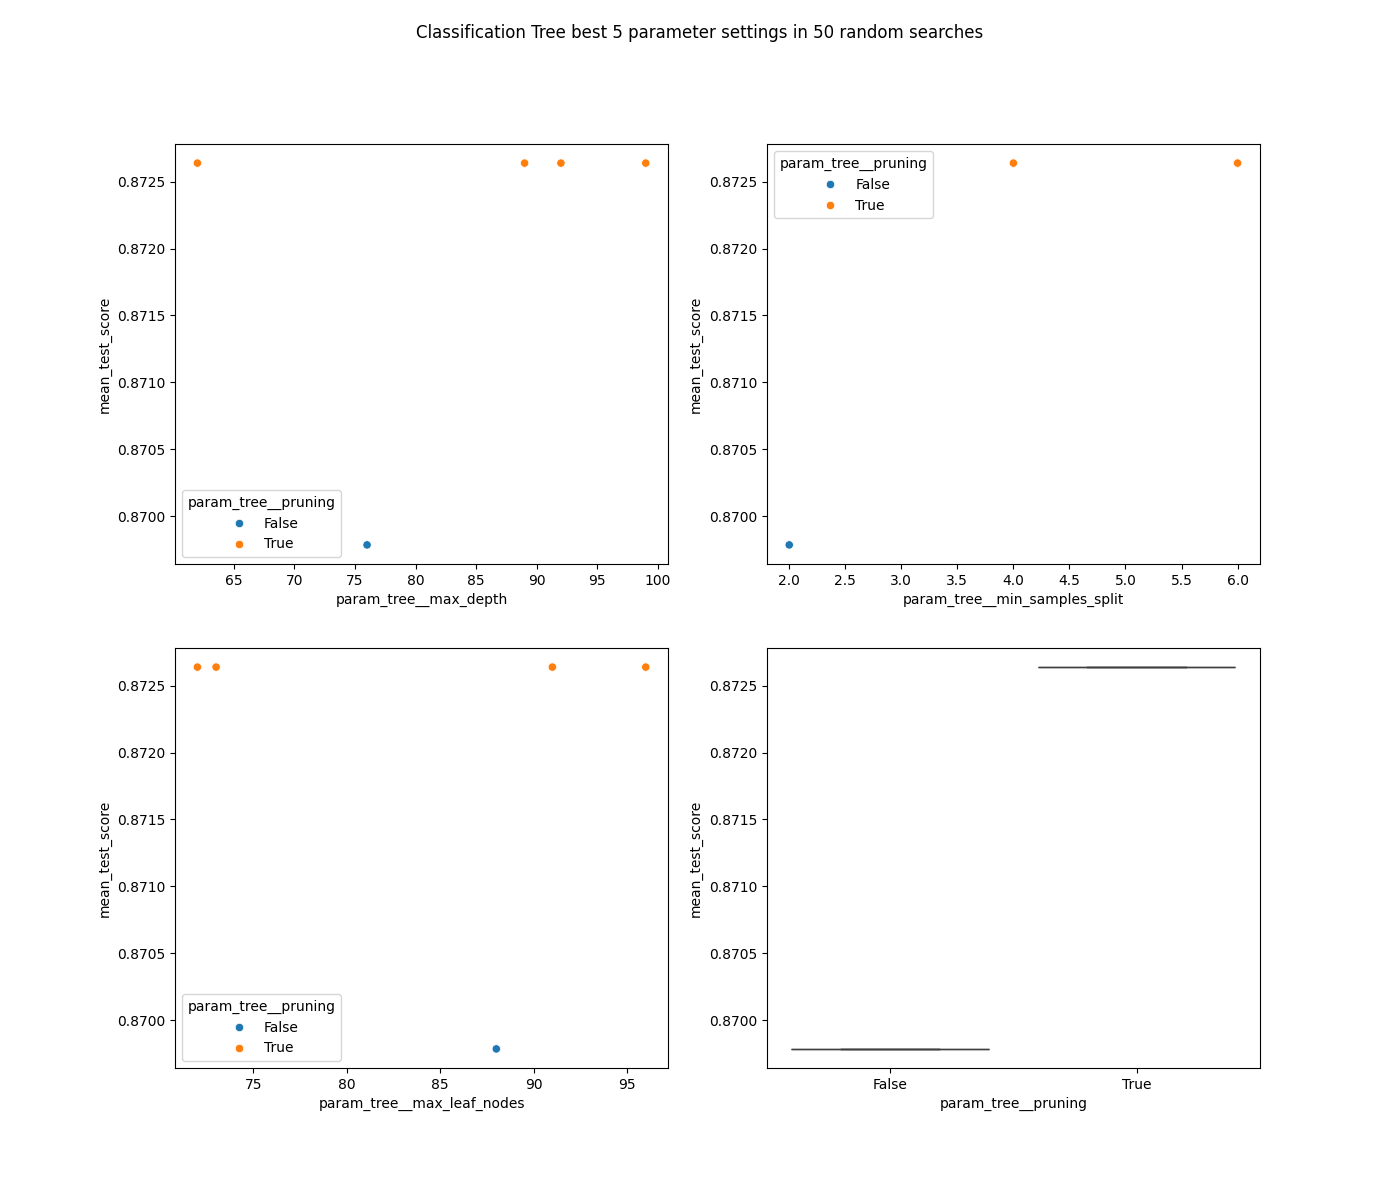 Classification Tree best 5 parameter settings in 50 random searches
0.8725
0.8720
0.8715
0.8710
0.8705
0.8700
mean_test_score
param_tree__pruning
False
True
65 70 75 80 85 90 95 100
param_tree__max_depth
0.8725
0.8720
0.8715
0.8710
0.8705
0.8700
mean_test_score
param_tree__pruning
False
True
2.0 2.5 3.0 3.5 4.0 4.5 5.0 5.5 6.0
param_tree__min_samples_split
0.8725
0.8720
0.8715
0.8710
0.8705
0.8700
mean_test_score
param_tree__pruning
False
True
75 80 85 90 95
param_tree__max_leaf_nodes
0.8725
0.8720
0.8715
0.8710
0.8705
0.8700
mean_test_score
False True
param_tree__pruning